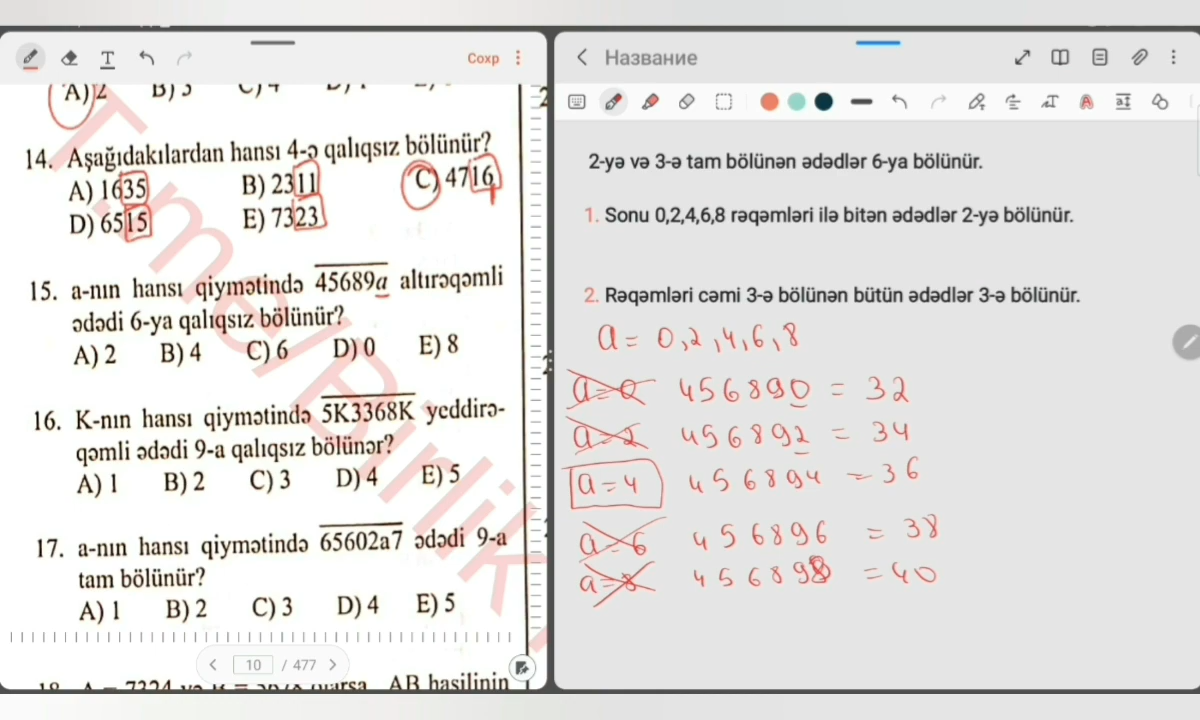 Сохр
Название
A) 2 B) 3
14. Aşağıdakılardan hansı 4-ə qalıqsız bölünür?
A) 1635 B) 2311 C) 4716
D) 6515 E) 7323
15. a-nın hansı qiymətində 45689a altırəqəmli
ədədi 6-ya qalıqsız bölünür?
A) 2 B) 4 C) 6 D) 0 E) 8
16. K-nın hansı qiymətində 5K3368K yeddirə-
qəmli ədədi 9-a qalıqsız bölünər?
A) 1 B) 2 C) 3 D) 4 E) 5
17. a-nın hansı qiymətində 65602a7 ədədi 9-a
tam bölünür?
A) 1 B) 2 C) 3 D) 4 E) 5
10 / 477
AB hasilinin
T.me/Birlik
2-yə və 3-ə tam bölünən ədədlər 6-ya bölünür.
1. Sonu 0,2,4,6,8 rəqəmləri ilə bitən ədədlər 2-yə bölünür.
2. Rəqəmləri cəmi 3-ə bölünən bütün ədədlər 3-ə bölünür.
a = 0,2,4,6,8
a=0 456890 = 32
a=2 456892 = 34
a=4 456894 = 36
a=6 456896 = 38
a=8 456898 = 40